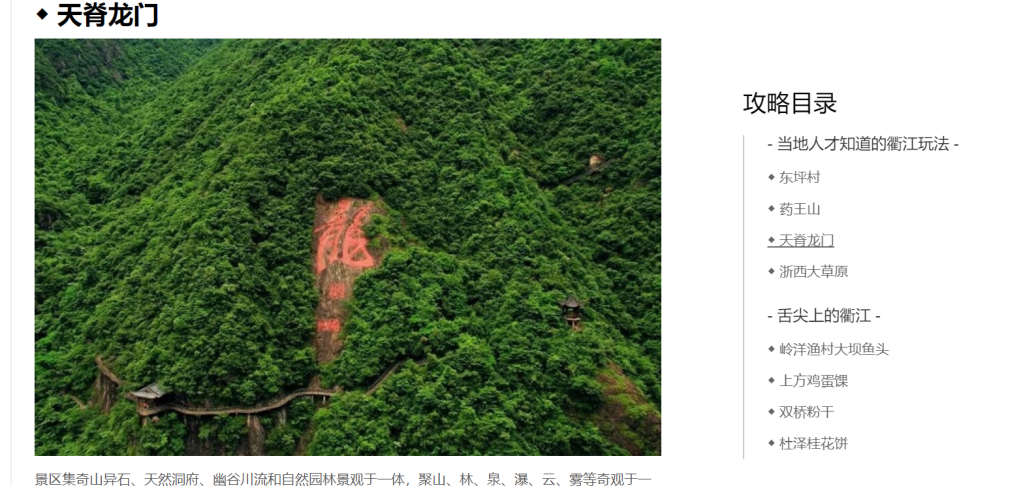 ◆ 天脊龙门
龙
景区集奇山异石、天然洞府、幽谷川流和自然园林景观于一体，聚山、林、泉、瀑、云、雾等奇观于一
攻略目录
- 当地人才知道的衢江玩法 -
◆ 东坪村
◆ 药王山
◆ 天脊龙门
◆ 浙西大草原
- 舌尖上的衢江 -
◆ 岭洋渔村大坝鱼头
◆ 上方鸡蛋馃
◆ 双桥粉干
◆ 杜泽桂花饼